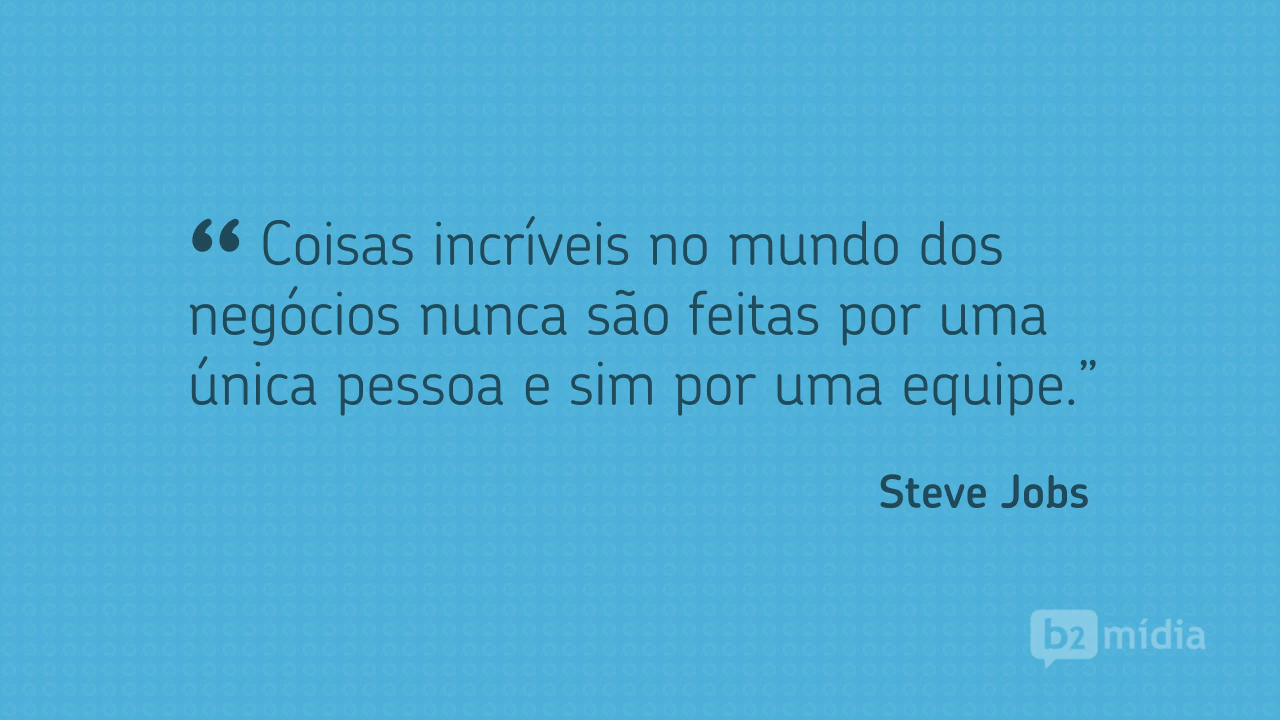 “ Coisas incríveis no mundo dos
negócios nunca são feitas por uma
única pessoa e sim por uma equipe.”
Steve Jobs
b2 mídia